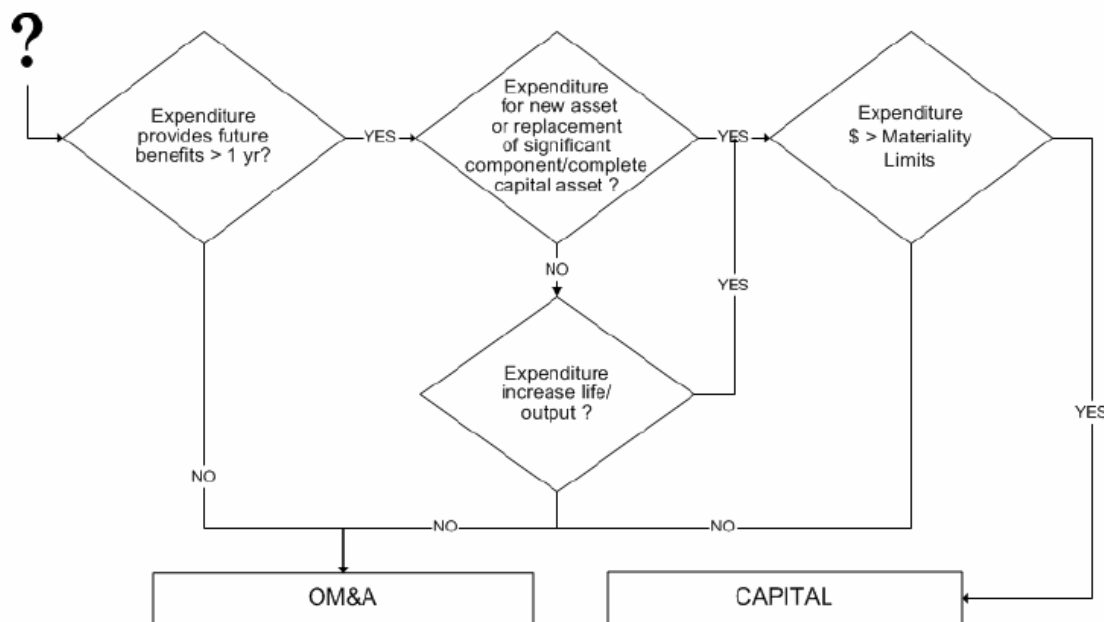 ?
Expenditure
provides future
benefits > 1 yr?
YES
Expenditure
for new asset
or replacement
of significant
component/complete
capital asset ?
YES
Expenditure
$ > Materiality
Limits
NO
YES
Expenditure
increase life/
output ?
YES
NO
NO
NO
OM&A
CAPITAL